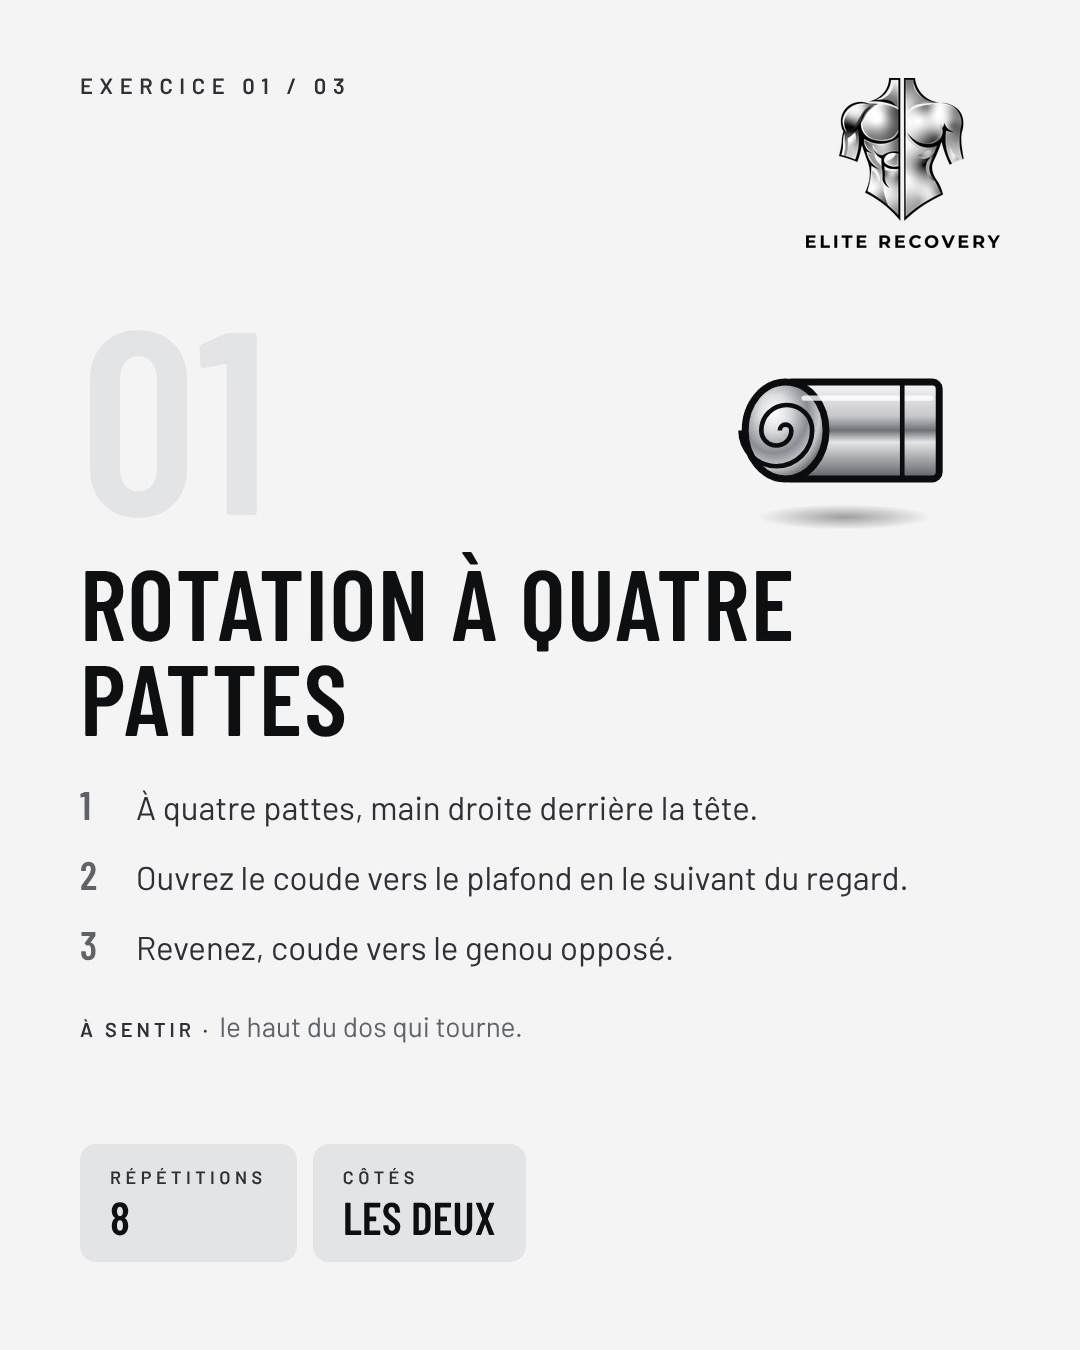 EXERCICE 01 / 03
ELITE RECOVERY
01
ROTATION À QUATRE
PATTES
1 À quatre pattes, main droite derrière la tête.
2 Ouvrez le coude vers le plafond en le suivant du regard.
3 Revenez, coude vers le genou opposé.
À SENTIR · le haut du dos qui tourne.
RÉPÉTITIONS
8
CÔTÉS
LES DEUX